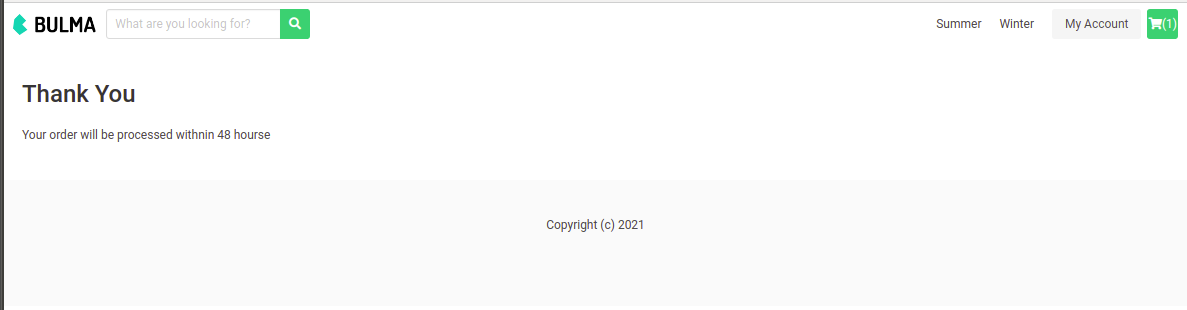 BULMA
What are you looking for?
Summer
Winter
My Account
(1)
Thank You
Your order will be processed withnin 48 hourse
Copyright (c) 2021